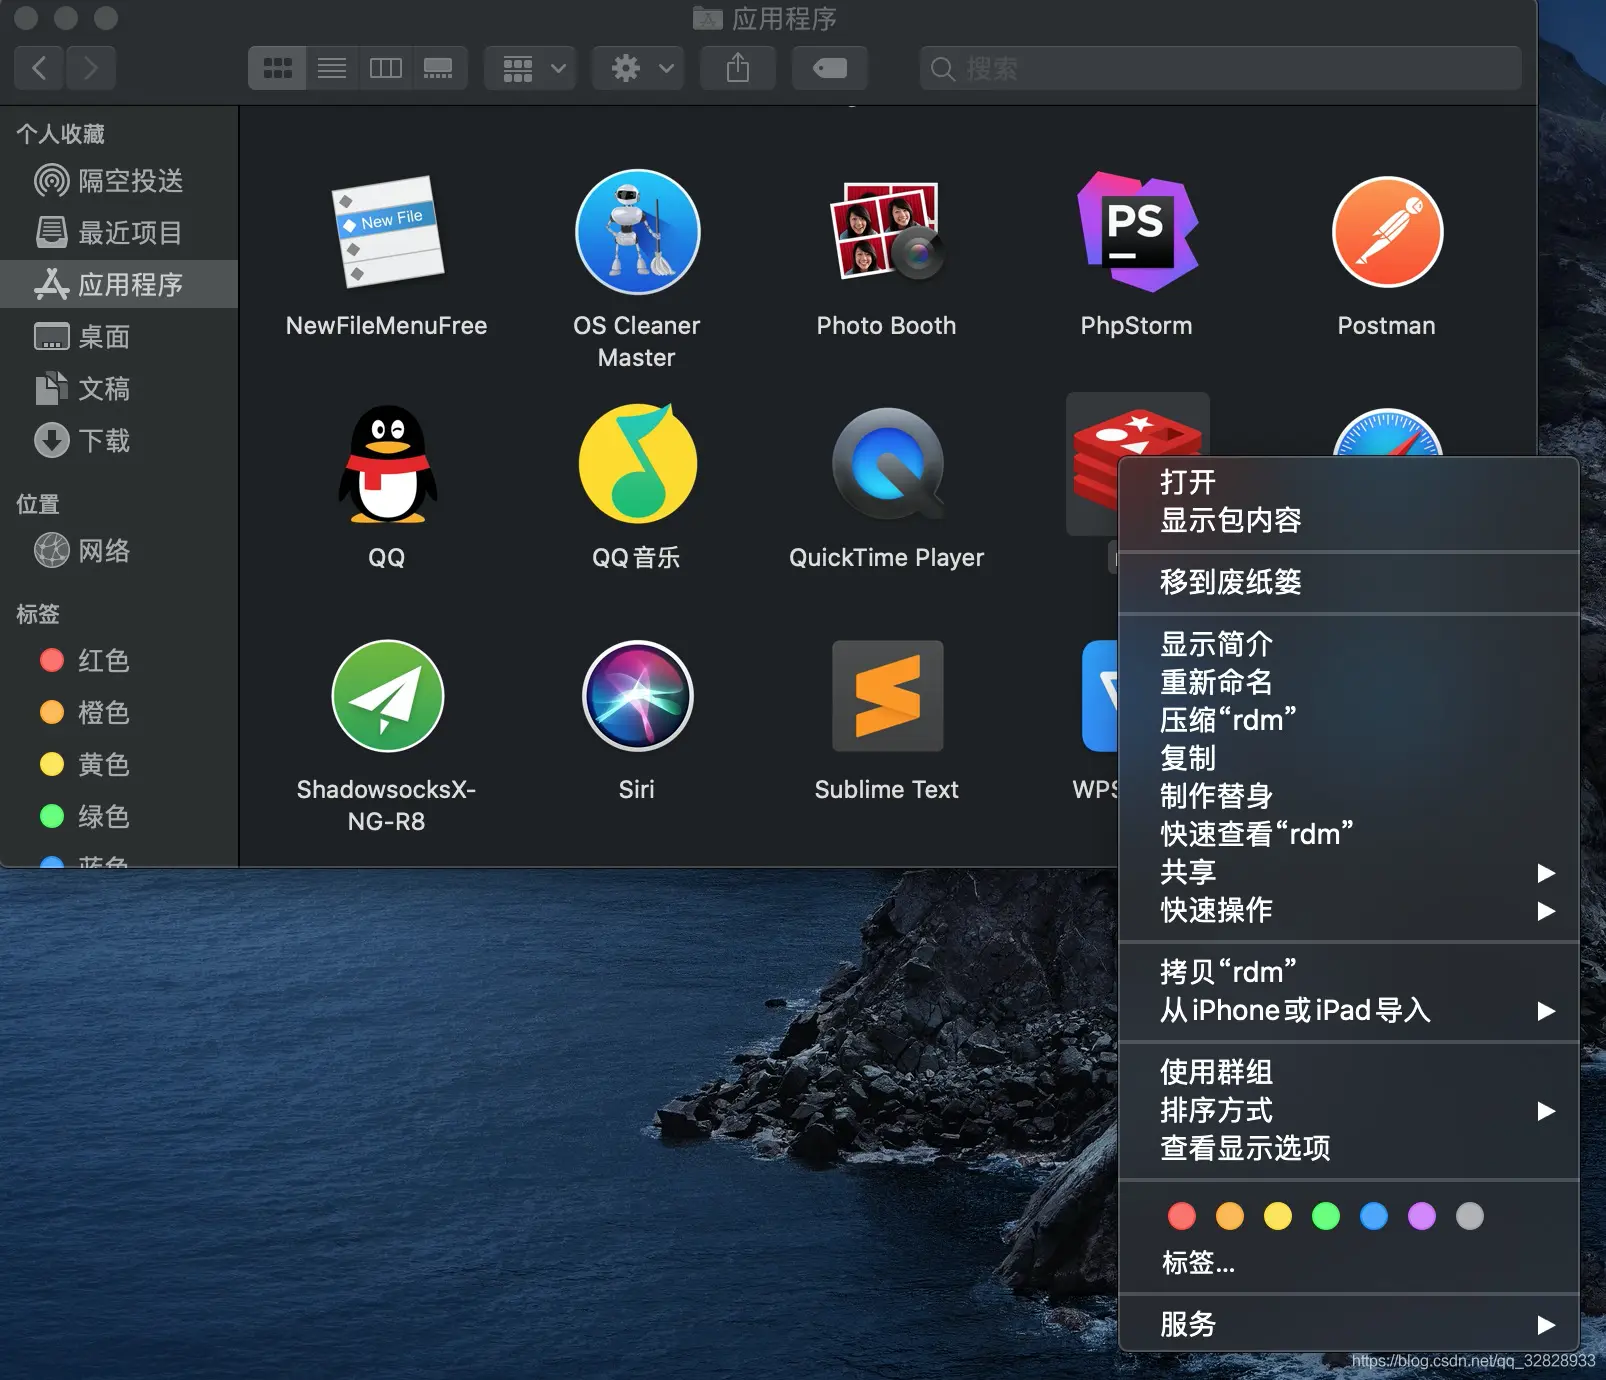 应用程序
搜索
个人收藏
隔空投送
最近项目
应用程序
桌面
文稿
下载
位置
网络
标签
红色
橙色
黄色
绿色
蓝色
New File
NewFileMenuFree
OS Cleaner
Master
Photo Booth
PS
PhpStorm
Postman
QQ
QQ音乐
QuickTime Player
ShadowsocksX-
NG-R8
Siri
Sublime Text
WPS
打开
显示包内容
移到废纸篓
显示简介
重新命名
压缩“rdm”
复制
制作替身
快速查看“rdm”
共享
快速操作
拷贝“rdm”
从iPhone或iPad导入
使用群组
排序方式
查看显示选项
标签...
服务
https://blog.csdn.net/qq_32828933